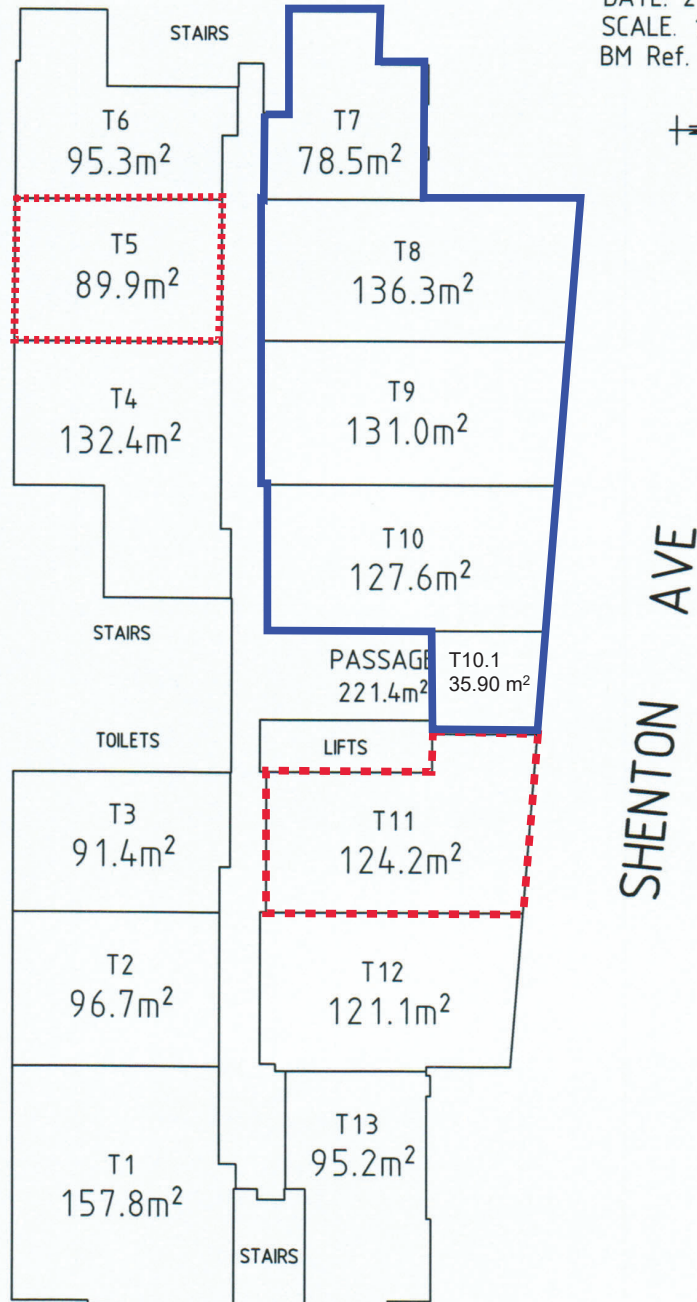 DATE. 2
SCALE.
BM Ref.
STAIRS
T6
95.3m²
T7
78.5m²
T5
89.9m²
T8
136.3m²
T4
132.4m²
T9
131.0m²
T10
127.6m²
STAIRS
PASSAGE
221.4m²
T10.1
35.90 m²
TOILETS
LIFTS
SHENTON AVE
T3
91.4m²
T11
124.2m²
T2
96.7m²
T12
121.1m²
T1
157.8m²
T13
95.2m²
STAIRS